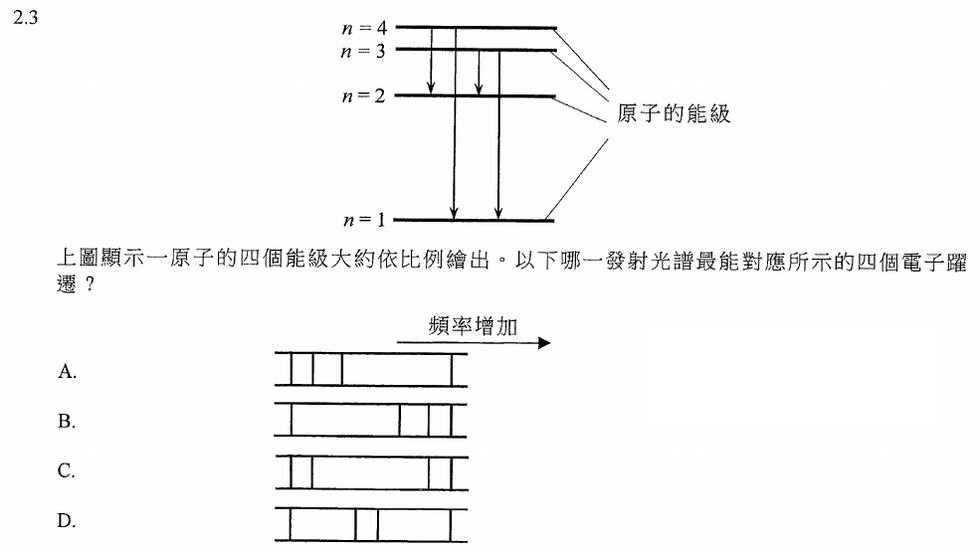 2.3
n = 4
n = 3
n = 2
原子的能級
n = 1
上圖顯示一原子的四個能級大約依比例繪出。以下哪一發射光譜最能對應所示的四個電子躍
遷？
頻率增加
A.
B.
C.
D.